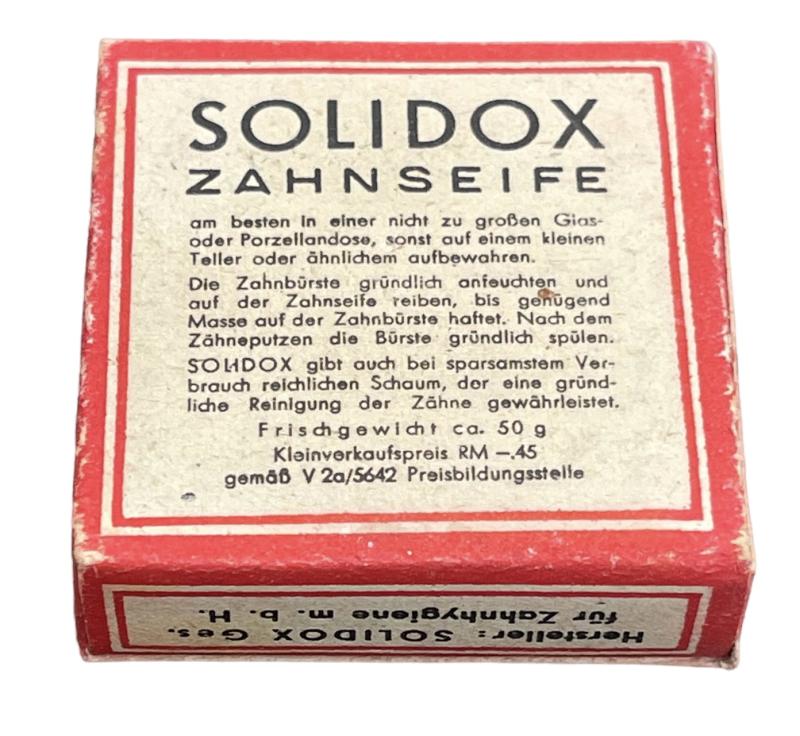 SOLIDOX
ZAHNSEIFE
am besten in einer nicht zu großen Glas-
oder Porzellandose, sonst auf einem kleinen
Teller oder ähnlichem aufbewahren.
Die Zahnbürste gründlich anfeuchten und
auf der Zahnseife reiben, bis genügend
Masse auf der Zahnbürste haftet. Nach dem
Zähneputzen die Bürste gründlich spülen.
SOLIDOX gibt auch bei sparsamstem Ver-
brauch reichlichen Schaum, der eine gründ-
liche Reinigung der Zähne gewährleistet.
Frischgewicht ca. 50 g
Kleinverkaufspreis RM –.45
gemäß V 2a/5642 Preisbildungsstelle
Hersteller: SOLIDOX Ges.
für Zahnhygiene m. b. H.